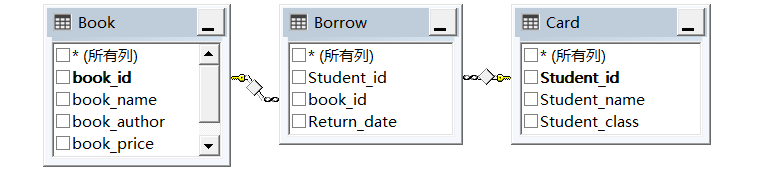 Book
* (所有列)
book_id
book_name
book_author
book_price
Borrow
* (所有列)
Student_id
book_id
Return_date
Card
* (所有列)
Student_id
Student_name
Student_class